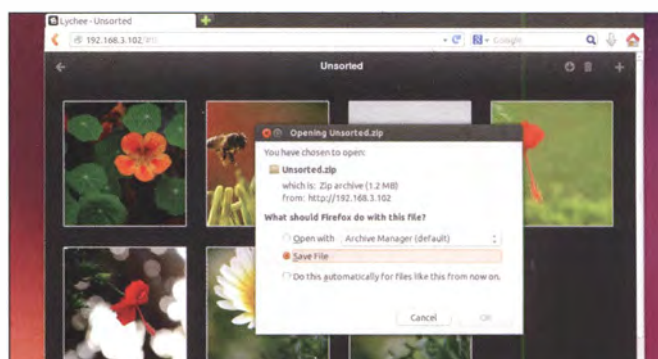 Lychee - Unsorted
192.168.3.102/#0
Google
Unsorted
Opening Unsorted.zip
You have chosen to open:
Unsorted.zip
which is: Zip archive (1.2 MB)
from: http://192.168.3.102
What should Firefox do with this file?
Open with Archive Manager (default)
Save File
Do this automatically for files like this from now on.
Cancel OK